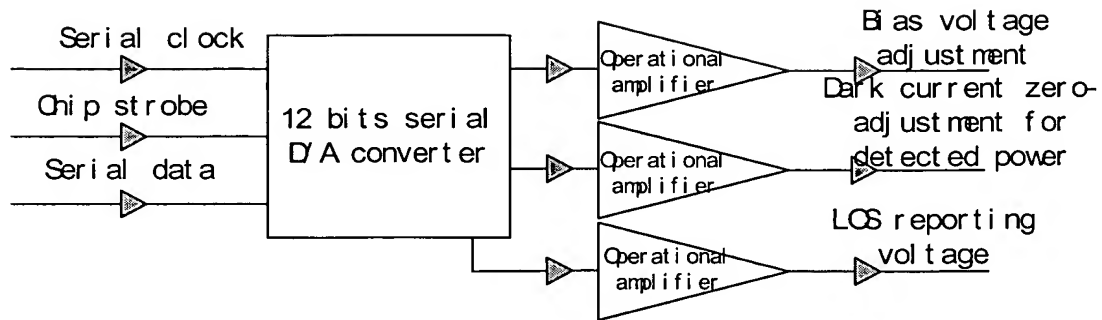 Serial clock
Chip strobe
Serial data
12 bits serial
D/A converter
Operational
amplifier
Operational
amplifier
Operational
amplifier
Bias voltage
adjustment
Dark current zero-
adjustment for
detected power
LOS reporting
voltage